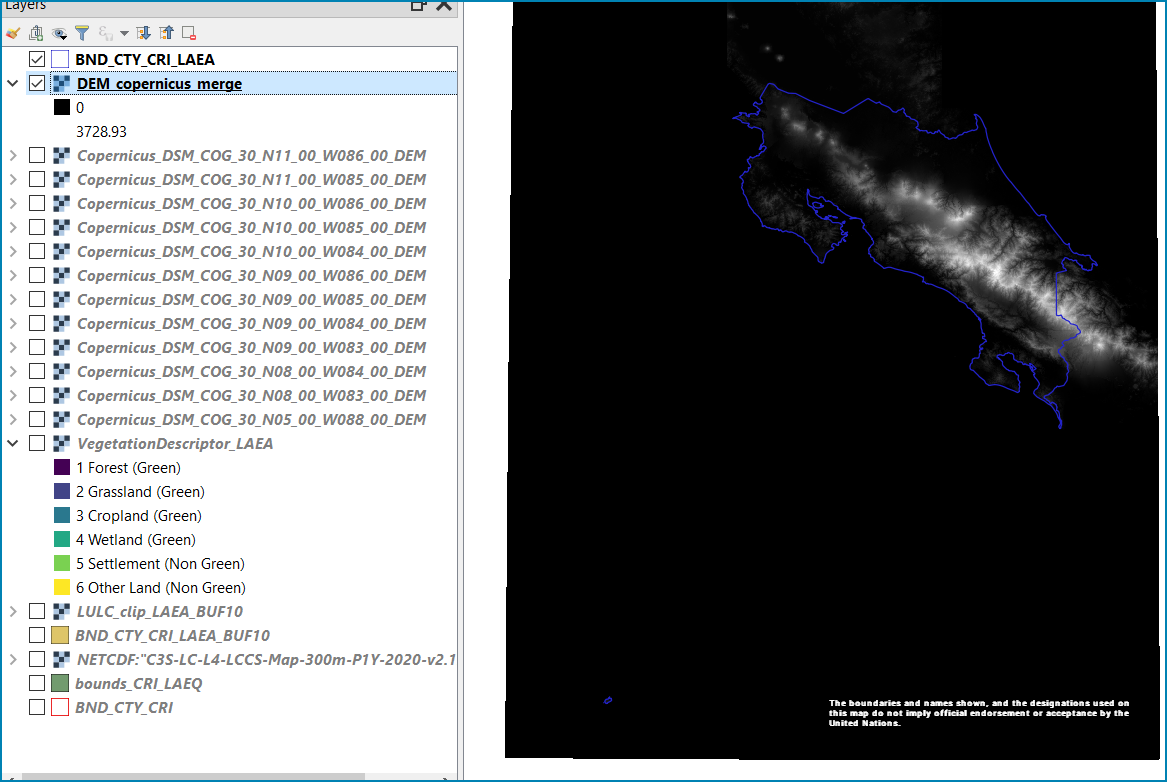 Layers
BND_CTY_CRI_LAEA
DEM_copernicus_merge
0
3728.93
Copernicus_DSM_COG_30_N11_00_W086_00_DEM
Copernicus_DSM_COG_30_N11_00_W085_00_DEM
Copernicus_DSM_COG_30_N10_00_W086_00_DEM
Copernicus_DSM_COG_30_N10_00_W085_00_DEM
Copernicus_DSM_COG_30_N10_00_W084_00_DEM
Copernicus_DSM_COG_30_N09_00_W086_00_DEM
Copernicus_DSM_COG_30_N09_00_W085_00_DEM
Copernicus_DSM_COG_30_N09_00_W084_00_DEM
Copernicus_DSM_COG_30_N09_00_W083_00_DEM
Copernicus_DSM_COG_30_N08_00_W084_00_DEM
Copernicus_DSM_COG_30_N08_00_W083_00_DEM
Copernicus_DSM_COG_30_N05_00_W088_00_DEM
VegetationDescriptor_LAEA
1 Forest (Green)
2 Grassland (Green)
3 Cropland (Green)
4 Wetland (Green)
5 Settlement (Non Green)
6 Other Land (Non Green)
LULC_clip_LAEA_BUF10
BND_CTY_CRI_LAEA_BUF10
NETCDF:"C3S-LC-L4-LCCS-Map-300m-P1Y-2020-v2.1
bounds_CRI_LAEQ
BND_CTY_CRI
The boundaries and names shown, and the designations used on
this map do not imply official endorsement or acceptance by the
United Nations.